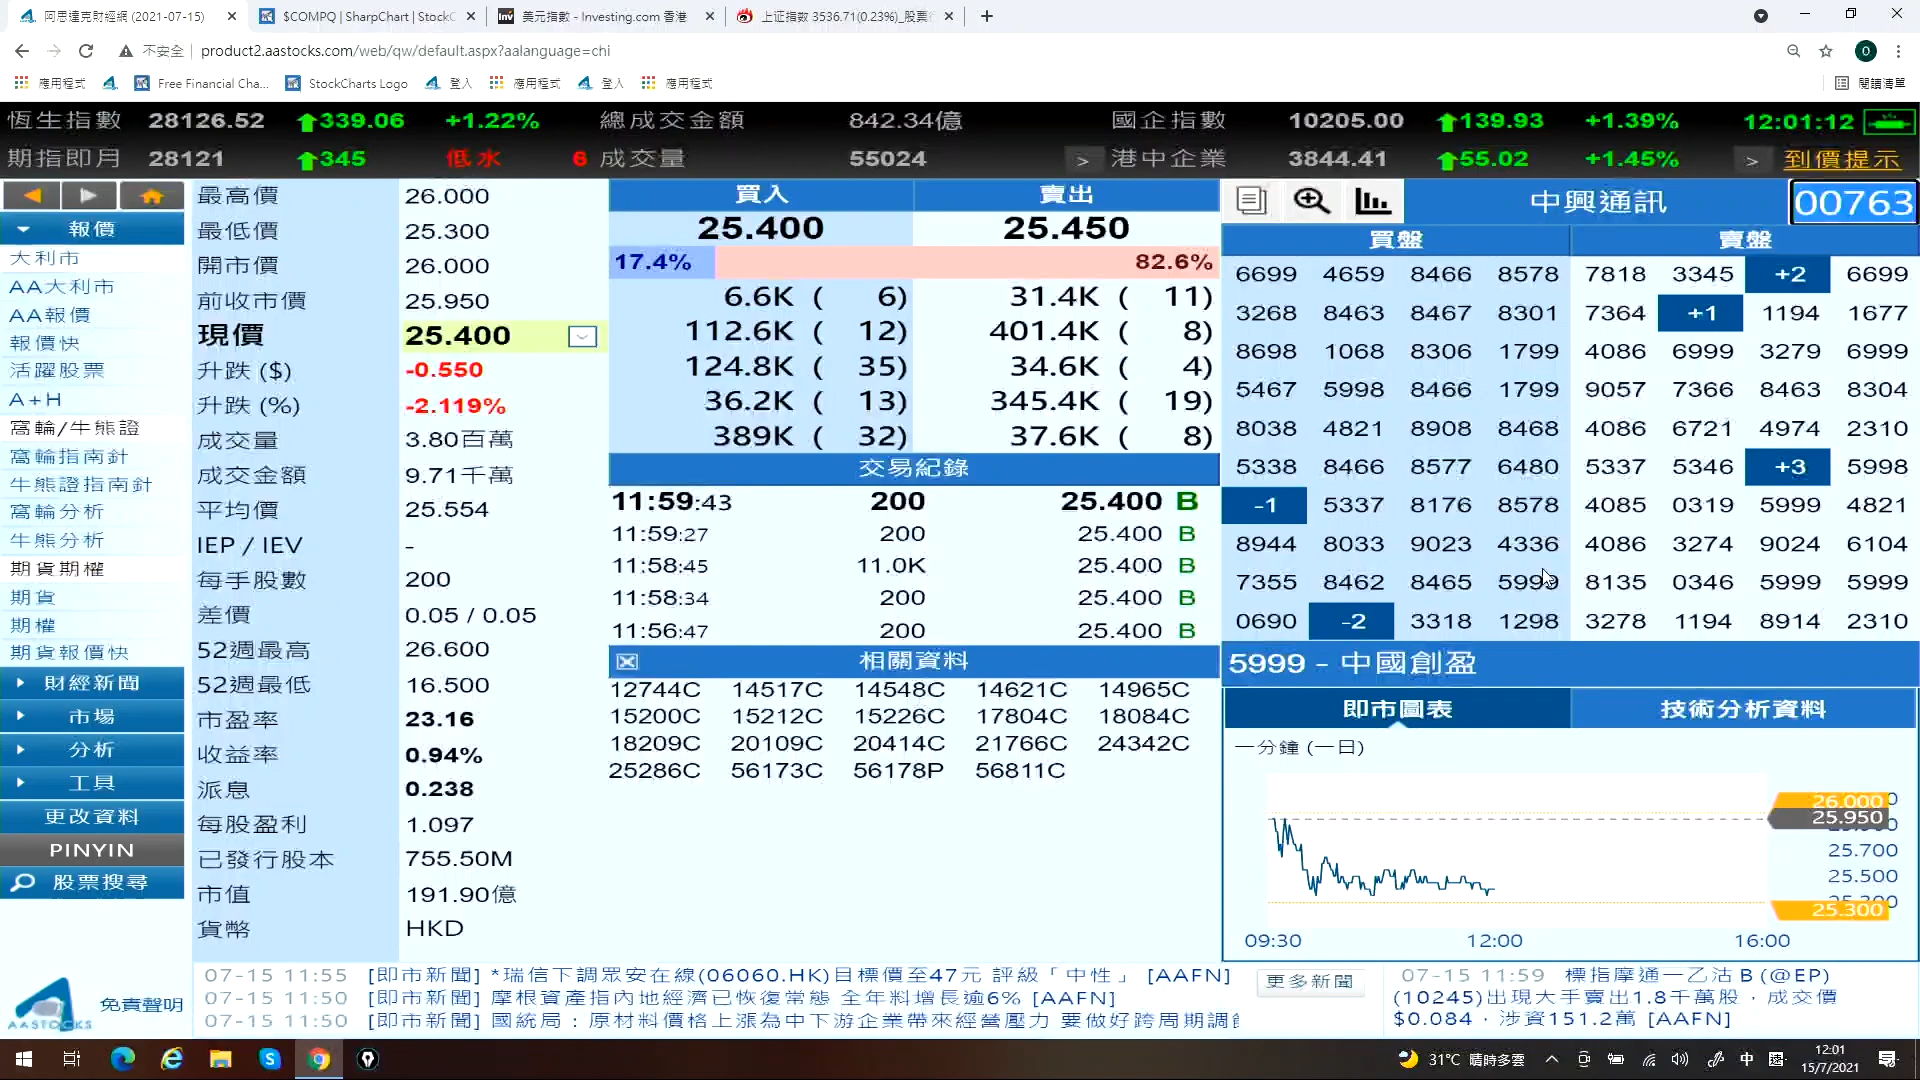 阿思達克財經網 (2021-07-15) $COMPQ | SharpChart | StockC 美元指數 - Investing.com 香港 上证指数 3536.71(0.23%)_股票
不安全 product2.aastocks.com/web/qw/default.aspx?aalanguage=chi
應用程式 Free Financial Cha... StockCharts Logo 登入 應用程式 登入 應用程式 閱讀清單
恆生指數 28126.52 339.06 +1.22% 總成交金額 842.34億 國企指數 10205.00 139.93 +1.39% 12:01:12
期指即月 28121 345 低水 6 成交量 55024 > 港中企業 3844.41 55.02 +1.45% > 到價提示
報價
大利市
AA大利市
AA報價
報價快
活躍股票
A+H
窩輪/牛熊證
窩輪指南針
牛熊證指南針
窩輪分析
牛熊分析
期貨期權
期貨
期權
期貨報價快
財經新聞
市場
分析
工具
更改資料
PINYIN
股票搜尋
最高價 26.000
最低價 25.300
開市價 26.000
前收市價 25.950
現價 25.400
升跌 ($) -0.550
升跌 (%) -2.119%
成交量 3.80百萬
成交金額 9.71千萬
平均價 25.554
IEP / IEV -
每手股數 200
差價 0.05 / 0.05
52週最高 26.600
52週最低 16.500
市盈率 23.16
收益率 0.94%
派息 0.238
每股盈利 1.097
已發行股本 755.50M
市值 191.90億
貨幣 HKD
買入 賣出
25.400 25.450
17.4% 82.6%
6.6K ( 6) 31.4K ( 11)
112.6K ( 12) 401.4K ( 8)
124.8K ( 35) 34.6K ( 4)
36.2K ( 13) 345.4K ( 19)
389K ( 32) 37.6K ( 8)
交易紀錄
11:59:43 200 25.400 B
11:59:27 200 25.400 B
11:58:45 11.0K 25.400 B
11:58:34 200 25.400 B
11:56:47 200 25.400 B
相關資料
12744C 14517C 14548C 14621C 14965C
15200C 15212C 15226C 17804C 18084C
18209C 20109C 20414C 21766C 24342C
25286C 56173C 56178P 56811C
中興通訊 00763
買盤 賣盤
6699 4659 8466 8578 7818 3345 +2 6699
3268 8463 8467 8301 7364 +1 1194 1677
8698 1068 8306 1799 4086 6999 3279 6999
5467 5998 8466 1799 9057 7366 8463 8304
8038 4821 8908 8468 4086 6721 4974 2310
5338 8466 8577 6480 5337 5346 +3 5998
-1 5337 8176 8578 4085 0319 5999 4821
8944 8033 9023 4336 4086 3274 9024 6104
7355 8462 8465 5999 8135 0346 5999 5999
0690 -2 3318 1298 3278 1194 8914 2310
5999 - 中國創盈
即市圖表 技術分析資料
一分鐘 (一日)
26.000
25.950
25.700
25.500
25.300
09:30 12:00 16:00
AASTOCKS 免責聲明
07-15 11:55 [即市新聞] *瑞信下調眾安在線(06060.HK)目標價至47元 評級「中性」 [AAFN]
07-15 11:50 [即市新聞] 摩根資產指內地經濟已恢復常態 全年料增長逾6% [AAFN]
07-15 11:50 [即市新聞] 國統局：原材料價格上漲為中下游企業帶來經營壓力 要做好跨周期調
更多新聞
07-15 11:59 標指摩通一乙沽 B (@EP)
(10245)出現大手賣出1.8千萬股，成交價
$0.084，涉資151.2萬 [AAFN]
31°C 晴時多雲 中 12:01
15/7/2021